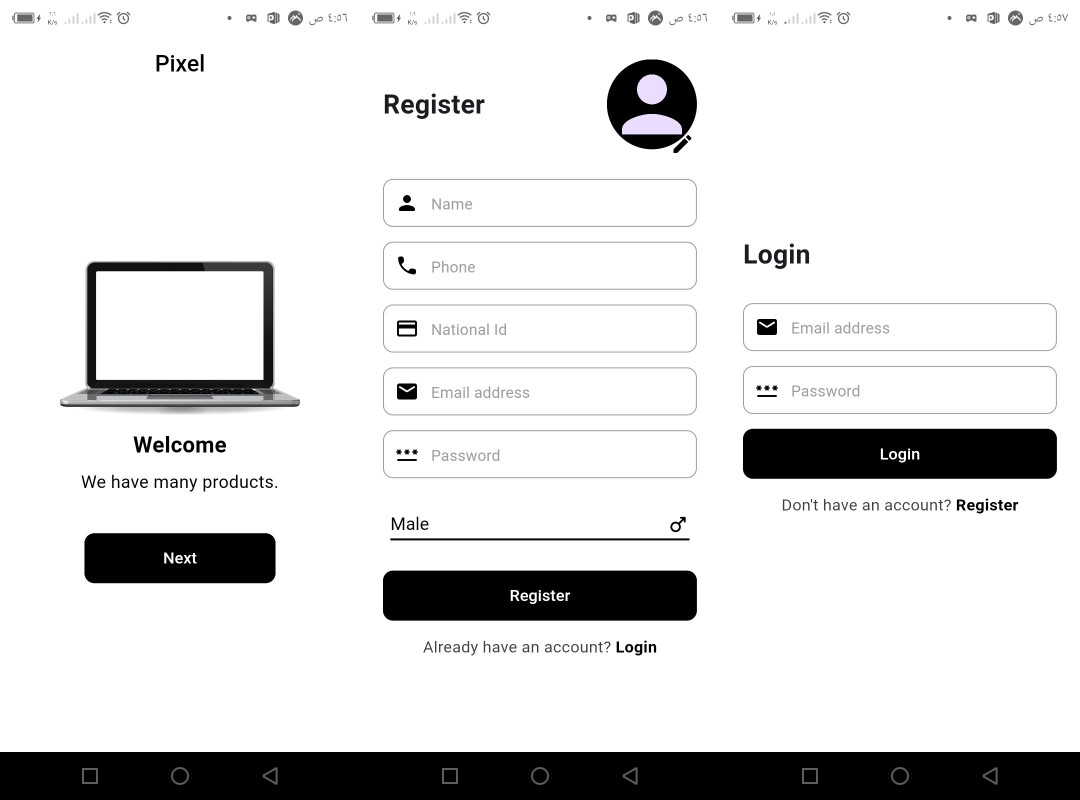 ٤:٥٦ ص
Pixel
Welcome
We have many products.
Next
٤:٥٦ ص
Register
Name
Phone
National Id
Email address
Password
Male
Register
Already have an account? Login
٤:٥٧ ص
Login
Email address
Password
Login
Don't have an account? Register